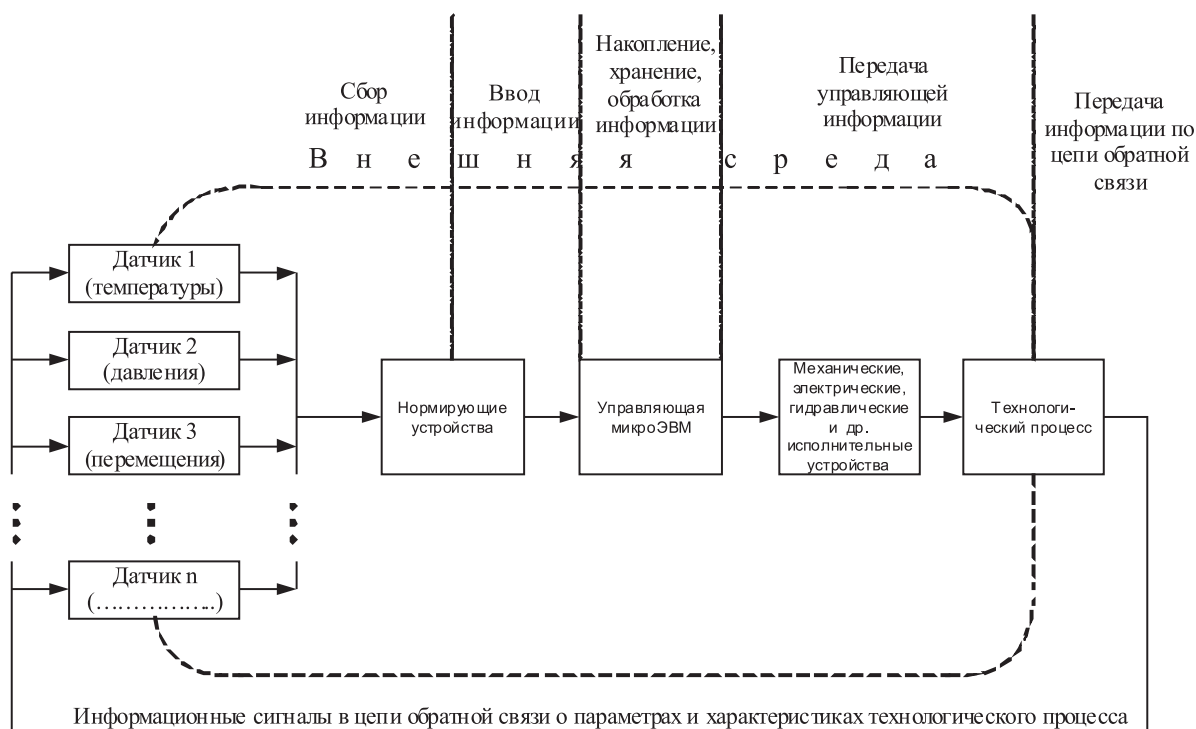 Сбор
информации
Ввод
информации
Накопление,
хранение,
обработка
информации
Передача
управляющей
информации
Передача
информации по
цепи обратной
связи
В н е ш н я я с р е д а
Датчик 1
(температуры)
Датчик 2
(давления)
Датчик 3
(перемещения)
Датчик n
(……………..)
Нормирующие
устройства
Управляющая
микроЭВМ
Механические,
электрические,
гидравлические
и др.
исполнительные
устройства
Технологи-
ческий процесс
Информационные сигналы в цепи обратной связи о параметрах и характеристиках технологического процесса